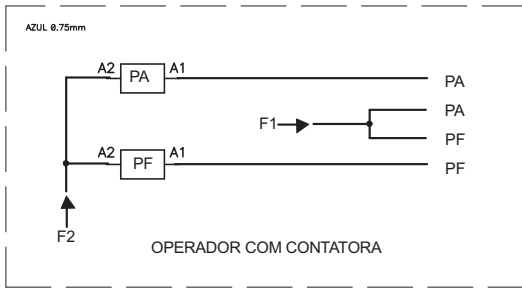 AZUL 0.75mm
A2 PA A1 PA
PA
F1
PF
A2 PF A1 PF
F2
OPERADOR COM CONTATORA